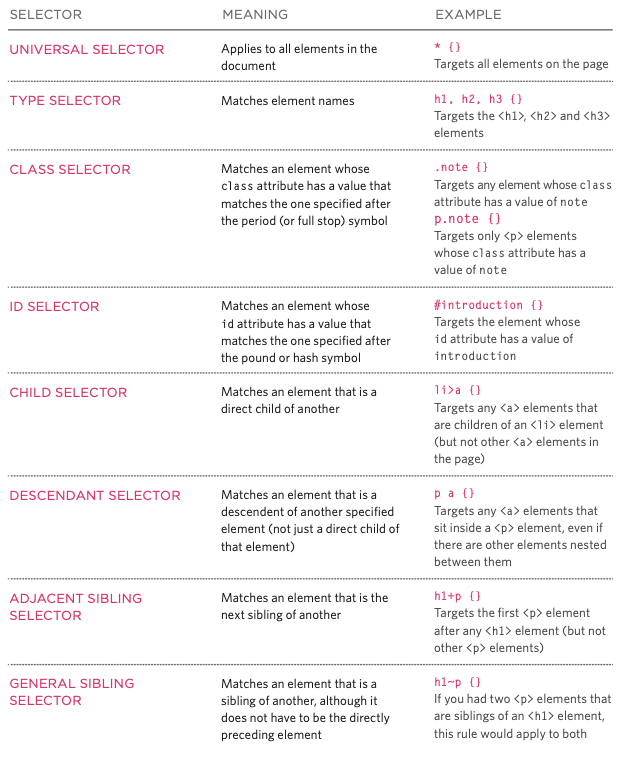 SELECTOR MEANING EXAMPLE
UNIVERSAL SELECTOR
Applies to all elements in the
document
* {}
Targets all elements on the page
TYPE SELECTOR
Matches element names
h1, h2, h3 {}
Targets the <h1>, <h2> and <h3>
elements
CLASS SELECTOR
Matches an element whose
class attribute has a value that
matches the one specified after
the period (or full stop) symbol
.note {}
Targets any element whose class
attribute has a value of note
p.note {}
Targets only <p> elements
whose class attribute has a
value of note
ID SELECTOR
Matches an element whose
id attribute has a value that
matches the one specified after
the pound or hash symbol
#introduction {}
Targets the element whose
id attribute has a value of
introduction
CHILD SELECTOR
Matches an element that is a
direct child of another
li>a {}
Targets any <a> elements that
are children of an <li> element
(but not other <a> elements in
the page)
DESCENDANT SELECTOR
Matches an element that is a
descendent of another specified
element (not just a direct child of
that element)
p a {}
Targets any <a> elements that
sit inside a <p> element, even if
there are other elements nested
between them
ADJACENT SIBLING
SELECTOR
Matches an element that is the
next sibling of another
h1+p {}
Targets the first <p> element
after any <h1> element (but not
other <p> elements)
GENERAL SIBLING
SELECTOR
Matches an element that is a
sibling of another, although it
does not have to be the directly
preceding element
h1~p {}
If you had two <p> elements that
are siblings of an <h1> element,
this rule would apply to both